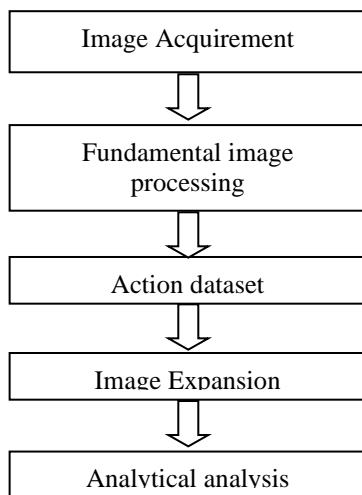 Image Acquirement
Fundamental image
processing
Action dataset
Image Expansion
Analytical analysis